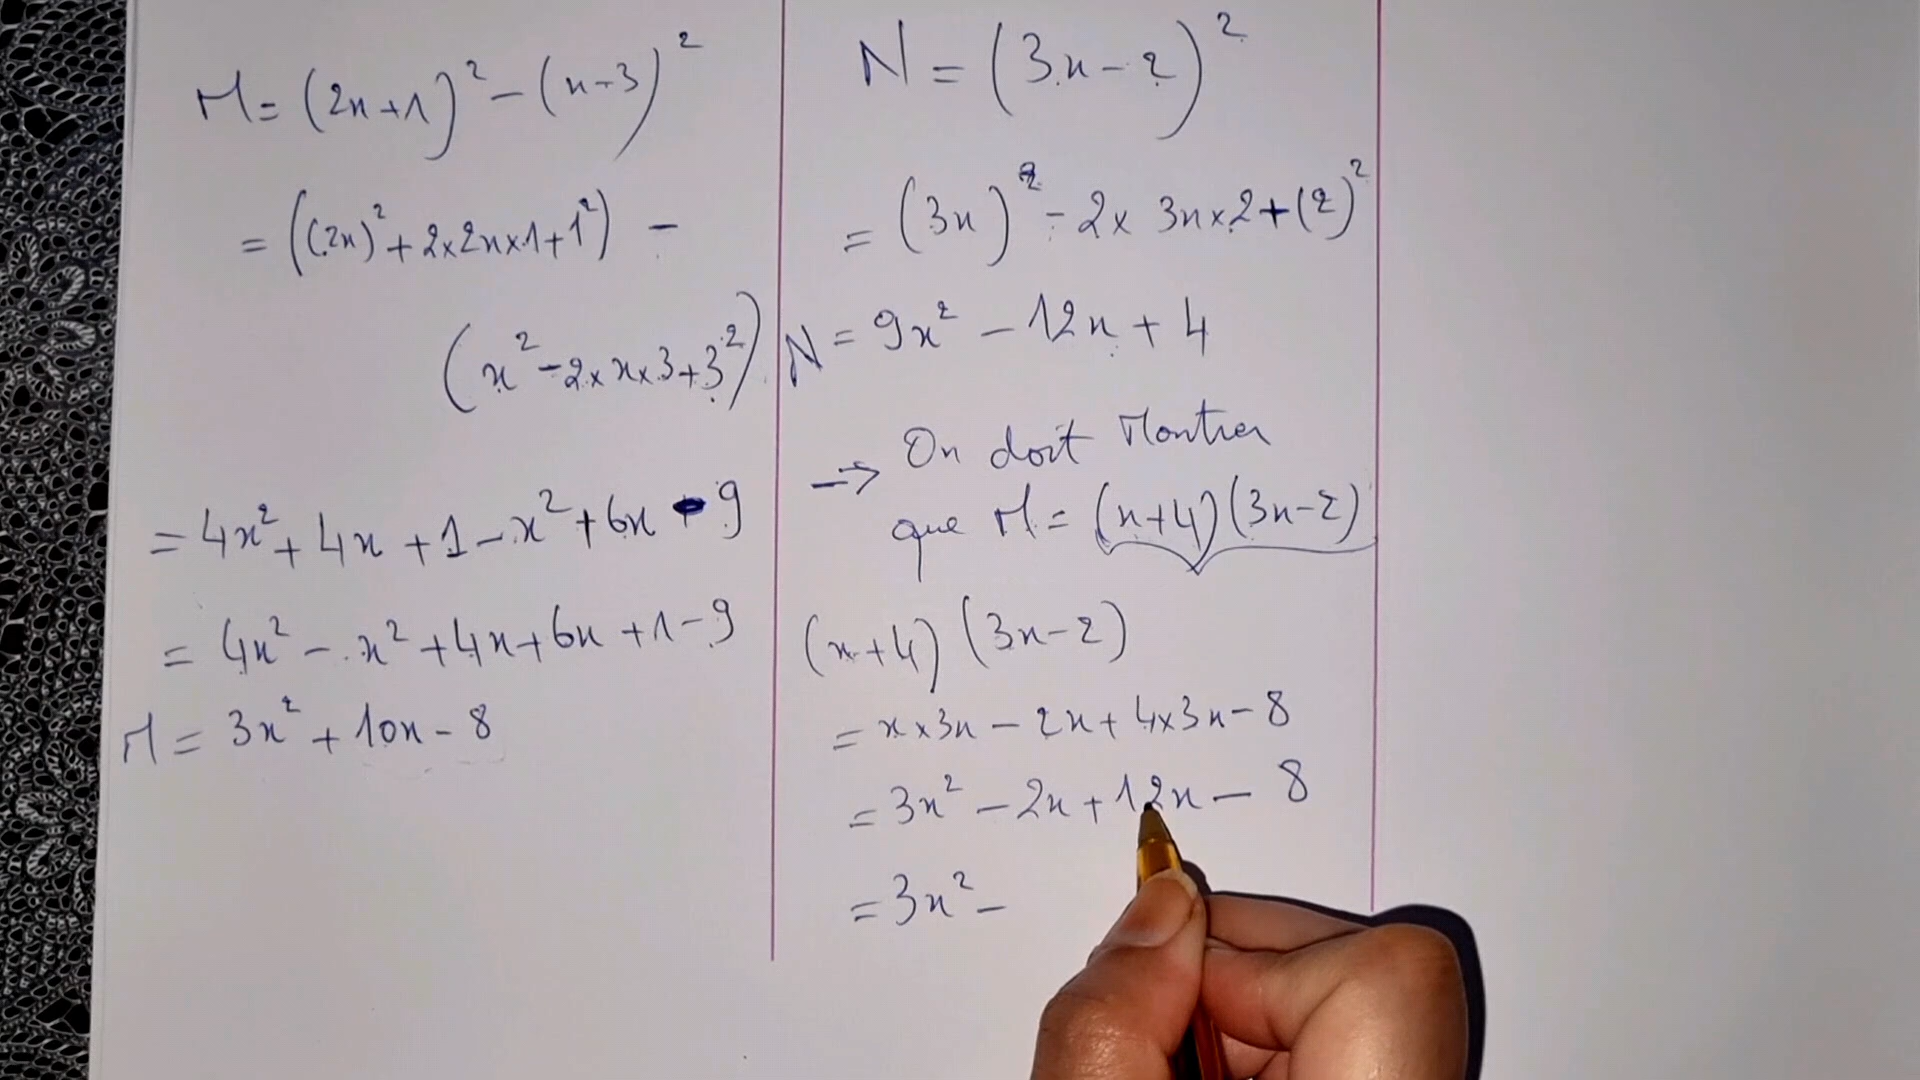 M = (2x+1)² - (x-3)²
= ((2x)² + 2×2x×1+1²) -
(x² - 2×x×3+3²)
= 4x² + 4x + 1 - x² + 6x - 9
= 4x² - x² + 4x + 6x + 1 - 9
M = 3x² + 10x - 8
N = (3x - 2)²
= (3x)² - 2× 3x×2+(2)²
N = 9x² - 12x + 4
→ On doit Montrer
que M = (x+4)(3x-2)
(x+4) (3x-2)
= x×3x - 2x + 4×3x - 8
= 3x² - 2x + 12x - 8
= 3x² -